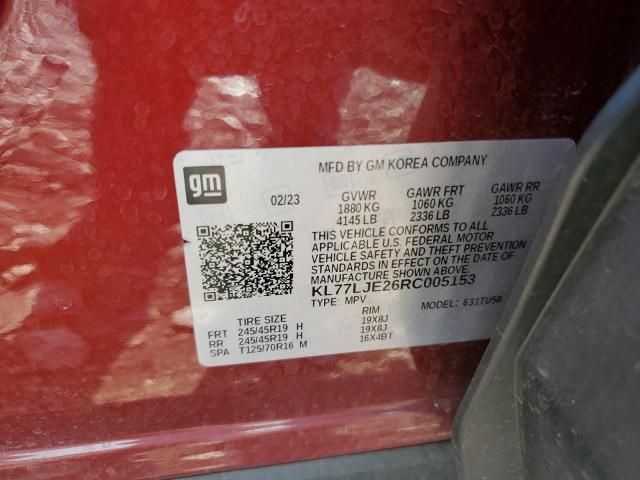 gm
MFD BY GM KOREA COMPANY
02/23 GVWR GAWR FRT GAWR RR
1880 KG 1060 KG 1060 KG
4145 LB 2336 LB 2336 LB
THIS VEHICLE CONFORMS TO ALL
APPLICABLE U.S. FEDERAL MOTOR
VEHICLE SAFETY AND THEFT PREVENTION
STANDARDS IN EFFECT ON THE DATE OF
MANUFACTURE SHOWN ABOVE.
KL77LJE26RC005153
TYPE: MPV MODEL: 631TU58
TIRE SIZE RIM
FRT 245/45R19 H 19X8J
RR 245/45R19 H 19X8J
SPA T125/70R16 M 16X4BT